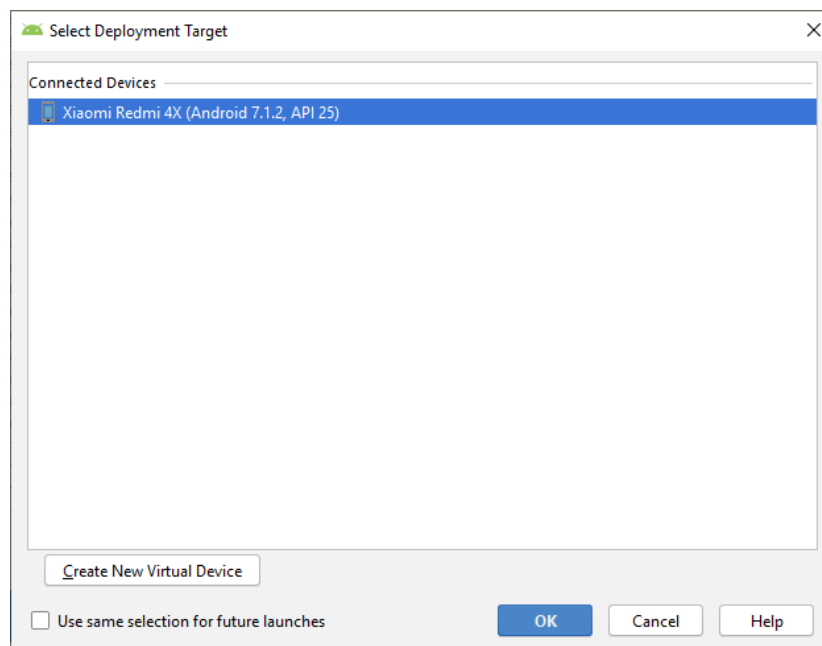 Select Deployment Target
Connected Devices
Xiaomi Redmi 4X (Android 7.1.2, API 25)
Create New Virtual Device
Use same selection for future launches
OK
Cancel
Help